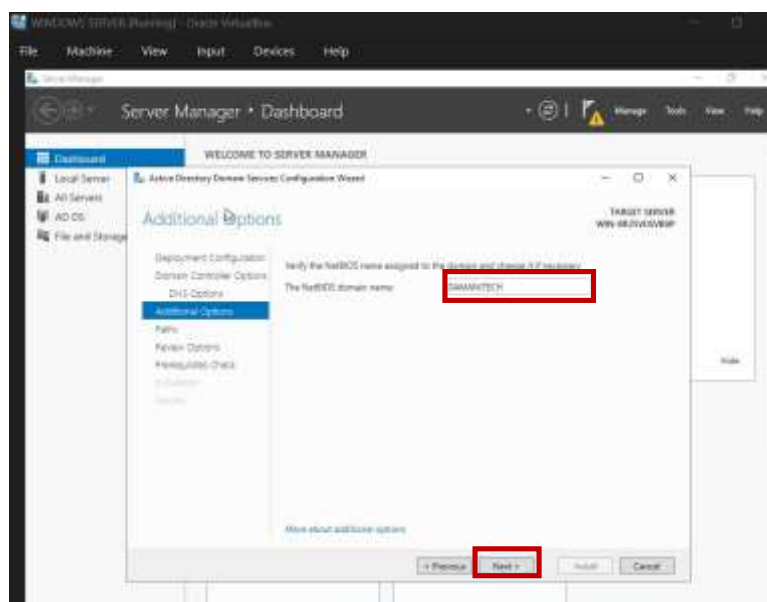 WINDOWS SERVER [Running] - Oracle VirtualBox
File Machine View Input Devices Help
Server Manager
Server Manager • Dashboard
Manage Tools View Help
WELCOME TO SERVER MANAGER
Dashboard
Local Server
All Servers
AD DS
File and Storage
Active Directory Domain Services Configuration Wizard
Additional Options
TARGET SERVER
Deployment Configuration
Domain Controller Options
DNS Options
Additional Options
Paths
Review Options
Prerequisites Check
Installation
Results
Verify the NetBIOS name assigned to the domain and change it if necessary
The NetBIOS domain name:
Hide
More about additional options
< Previous
Next >
Install
Cancel